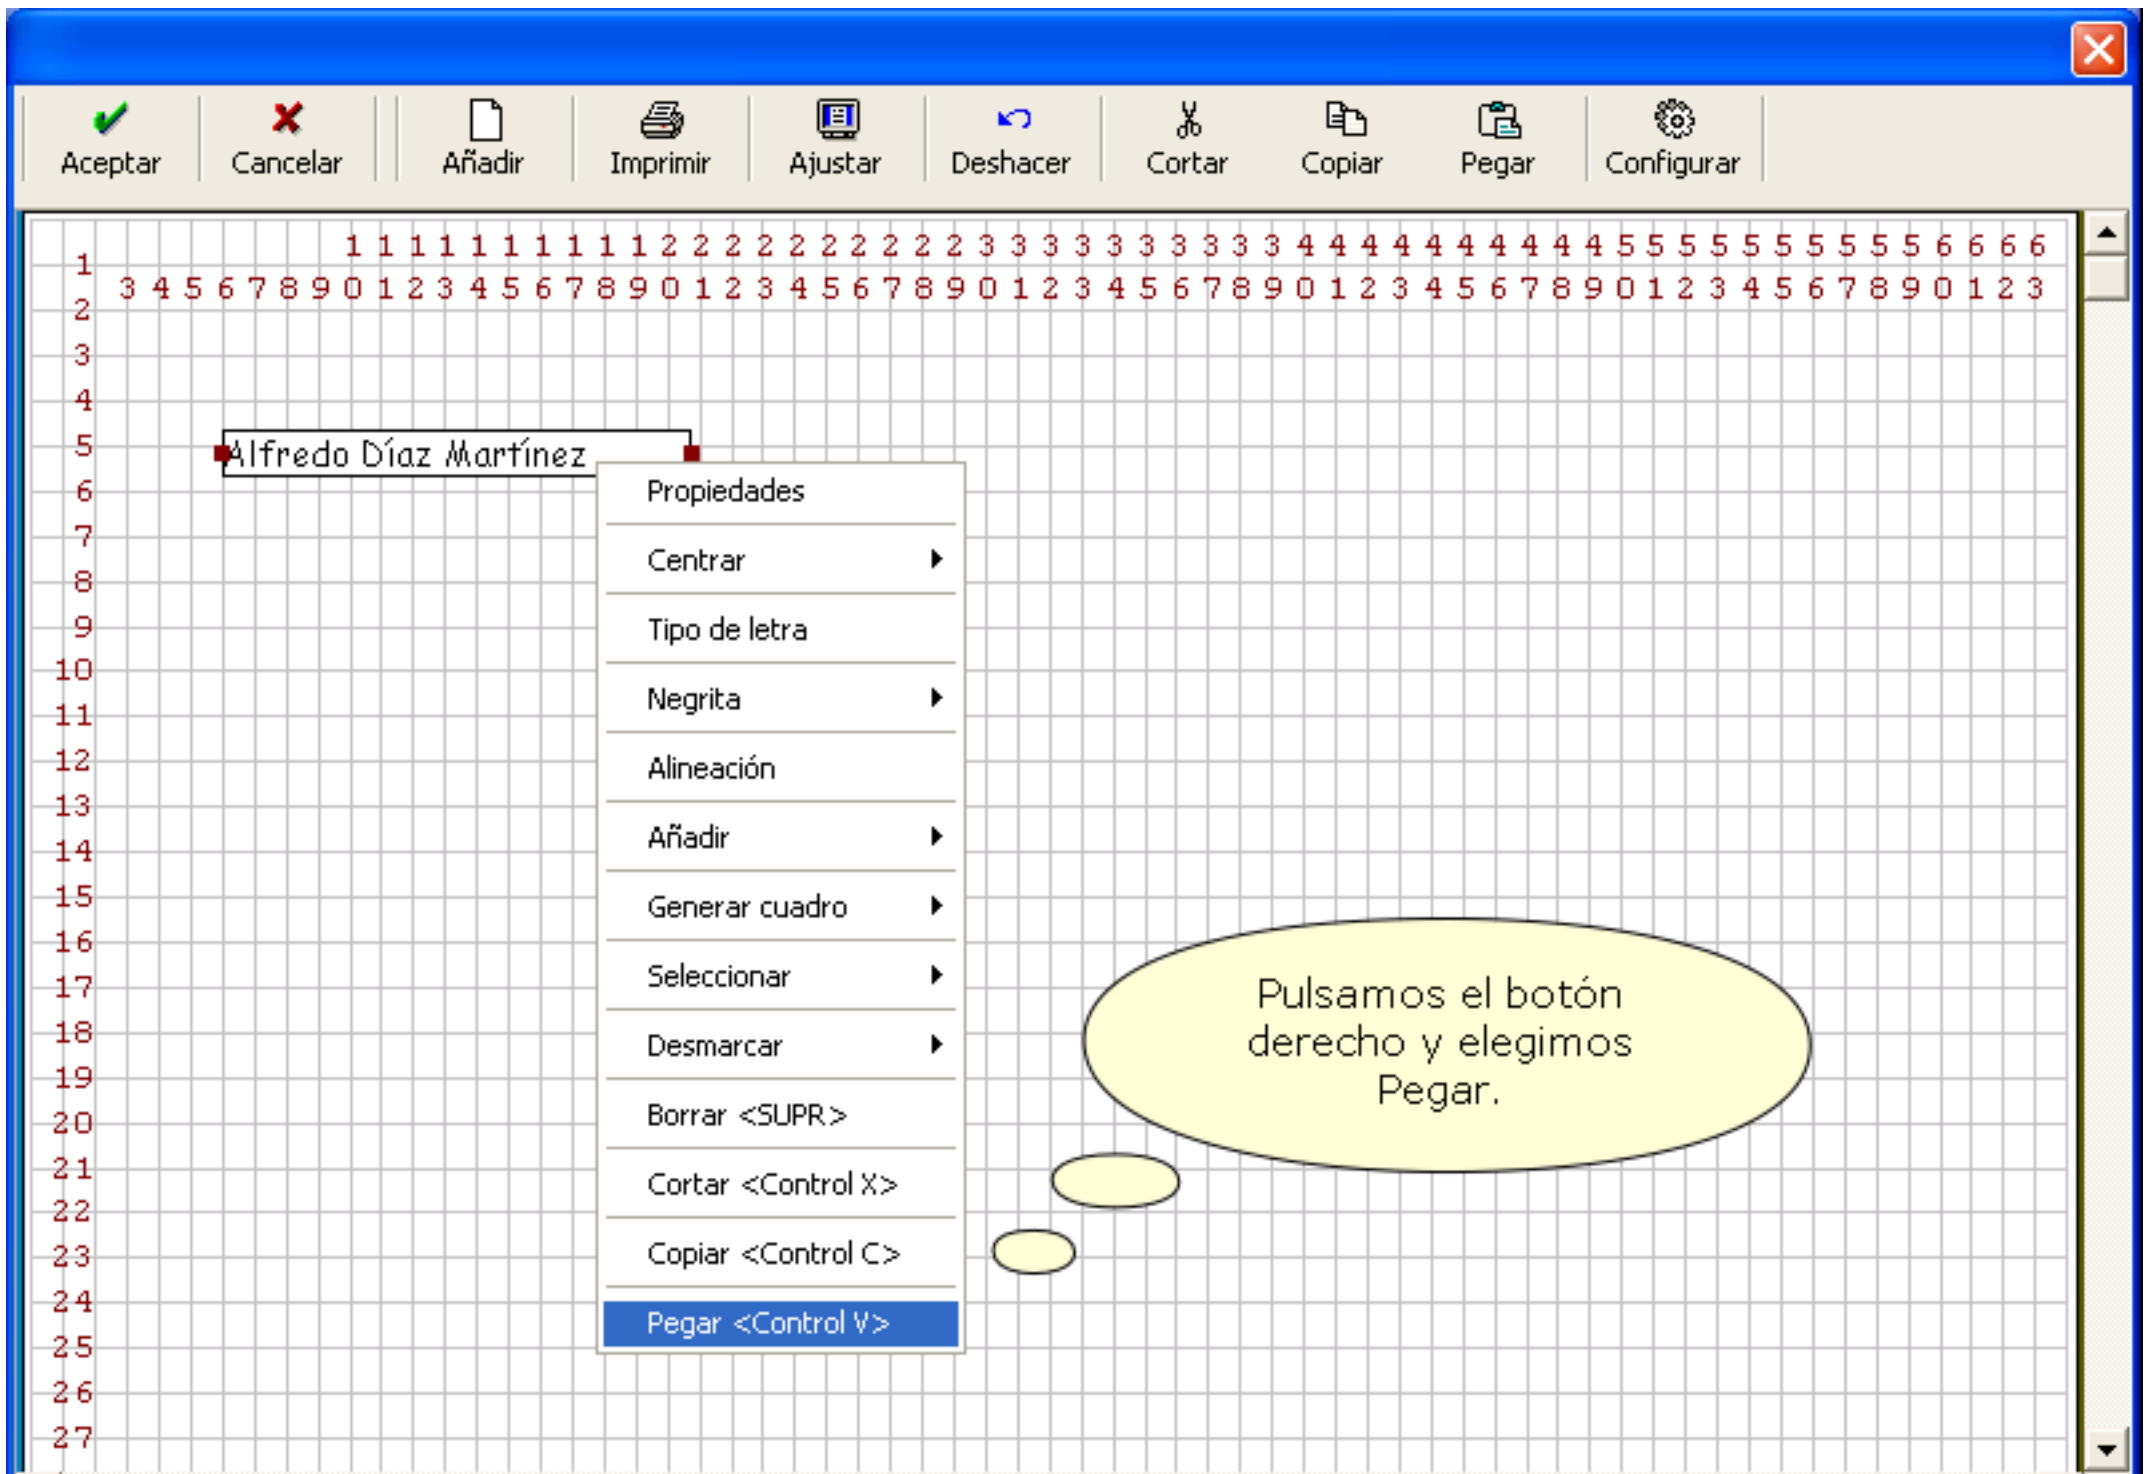 Aceptar Cancelar Añadir Imprimir Ajustar Deshacer Cortar Copiar Pegar Configurar
1 1 1 1 1 1 1 1 1 1 2 2 2 2 2 2 2 2 2 2 3 3 3 3 3 3 3 3 3 3 4 4 4 4 4 4 4 4 4 4 5 5 5 5 5 5 5 5 5 5 6 6 6 6
3 4 5 6 7 8 9 0 1 2 3 4 5 6 7 8 9 0 1 2 3 4 5 6 7 8 9 0 1 2 3 4 5 6 7 8 9 0 1 2 3 4 5 6 7 8 9 0 1 2 3 4 5 6 7 8 9 0 1 2 3
1
2
3
4
5
6
7
8
9
10
11
12
13
14
15
16
17
18
19
20
21
22
23
24
25
26
27
Alfredo Díaz Martínez
Propiedades
Centrar
Tipo de letra
Negrita
Alineación
Añadir
Generar cuadro
Seleccionar
Desmarcar
Borrar <SUPR>
Cortar <Control X>
Copiar <Control C>
Pegar <Control V>
Pulsamos el botón
derecho y elegimos
Pegar.